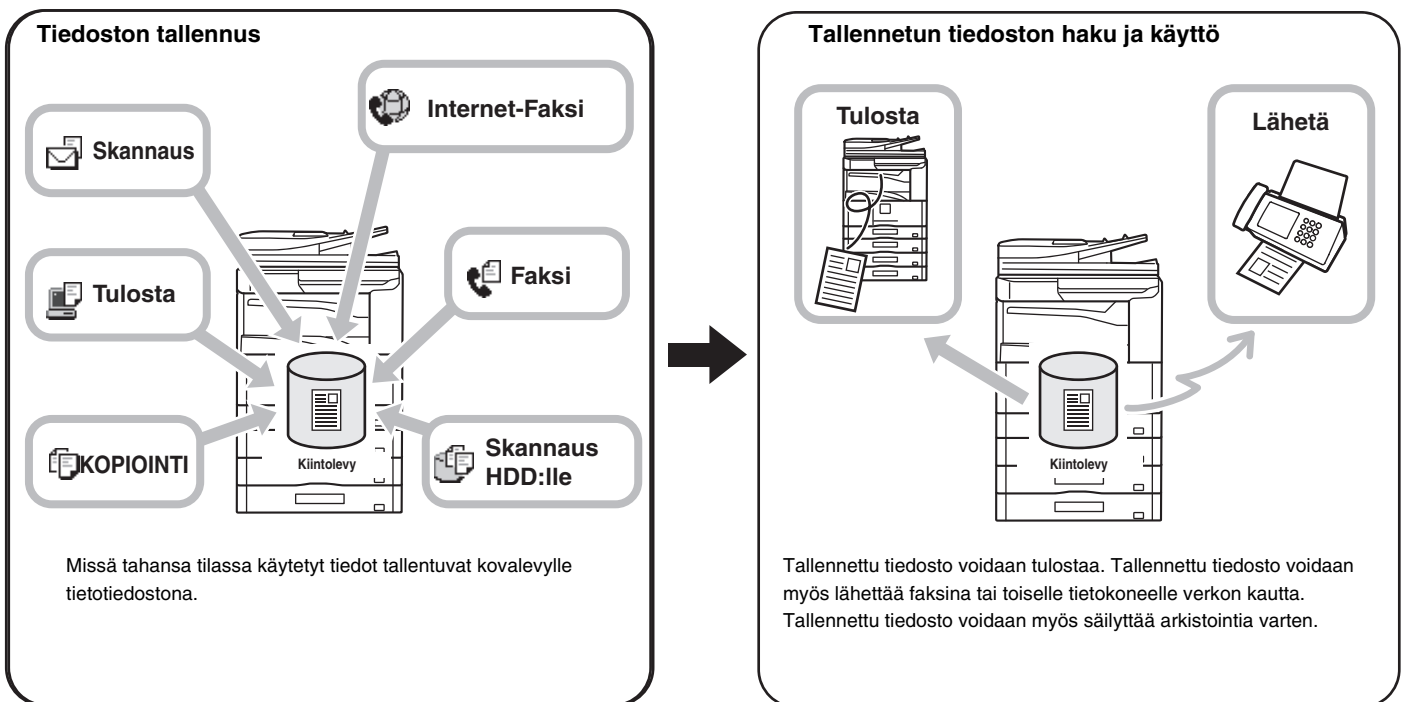 Tiedoston tallennus
Internet-Faksi
Skannaus
Tulosta
Faksi
KOPIOINTI
Skannaus
HDD:lle
Kiintolevy
Missä tahansa tilassa käytetyt tiedot tallentuvat kovalevylle
tietotiedostona.
Tallennetun tiedoston haku ja käyttö
Tulosta
Lähetä
Kiintolevy
Tallennettu tiedosto voidaan tulostaa. Tallennettu tiedosto voidaan
myös lähettää faksina tai toiselle tietokoneelle verkon kautta.
Tallennettu tiedosto voidaan myös säilyttää arkistointia varten.